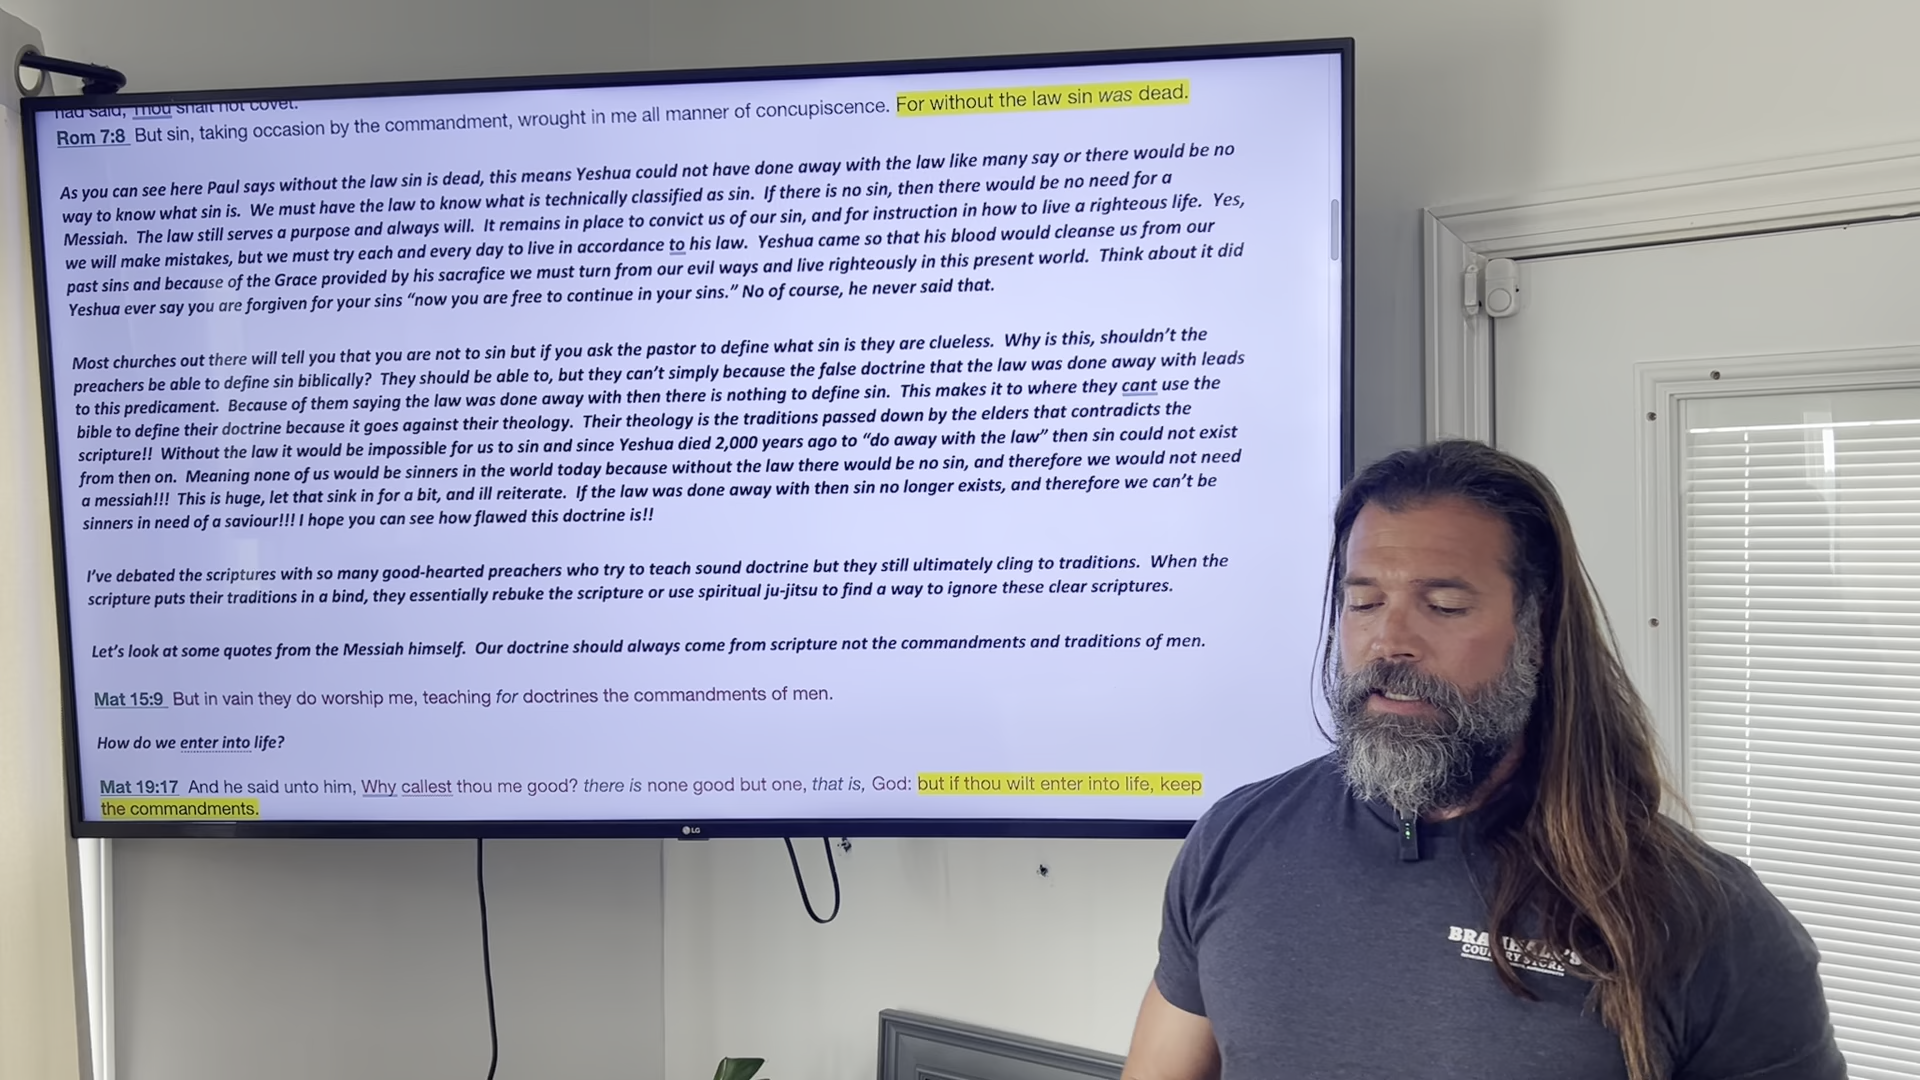 had said, Thou shalt not covet.
Rom 7:8 But sin, taking occasion by the commandment, wrought in me all manner of concupiscence. For without the law sin was dead.
As you can see here Paul says without the law sin is dead, this means Yeshua could not have done away with the law like many say or there would be no
way to know what sin is. We must have the law to know what is technically classified as sin. If there is no sin, then there would be no need for a
Messiah. The law still serves a purpose and always will. It remains in place to convict us of our sin, and for instruction in how to live a righteous life. Yes,
we will make mistakes, but we must try each and every day to live in accordance to his law. Yeshua came so that his blood would cleanse us from our
past sins and because of the Grace provided by his sacrafice we must turn from our evil ways and live righteously in this present world. Think about it did
Yeshua ever say you are forgiven for your sins “now you are free to continue in your sins.” No of course, he never said that.
Most churches out there will tell you that you are not to sin but if you ask the pastor to define what sin is they are clueless. Why is this, shouldn’t the
preachers be able to define sin biblically? They should be able to, but they can’t simply because the false doctrine that the law was done away with leads
to this predicament. Because of them saying the law was done away with then there is nothing to define sin. This makes it to where they cant use the
bible to define their doctrine because it goes against their theology. Their theology is the traditions passed down by the elders that contradicts the
scripture!! Without the law it would be impossible for us to sin and since Yeshua died 2,000 years ago to “do away with the law” then sin could not exist
from then on. Meaning none of us would be sinners in the world today because without the law there would be no sin, and therefore we would not need
a messiah!!! This is huge, let that sink in for a bit, and ill reiterate. If the law was done away with then sin no longer exists, and therefore we can’t be
sinners in need of a saviour!!! I hope you can see how flawed this doctrine is!!
I’ve debated the scriptures with so many good-hearted preachers who try to teach sound doctrine but they still ultimately cling to traditions. When the
scripture puts their traditions in a bind, they essentially rebuke the scripture or use spiritual ju-jitsu to find a way to ignore these clear scriptures.
Let’s look at some quotes from the Messiah himself. Our doctrine should always come from scripture not the commandments and traditions of men.
Mat 15:9 But in vain they do worship me, teaching for doctrines the commandments of men.
How do we enter into life?
Mat 19:17 And he said unto him, Why callest thou me good? there is none good but one, that is, God: but if thou wilt enter into life, keep
the commandments.
LG